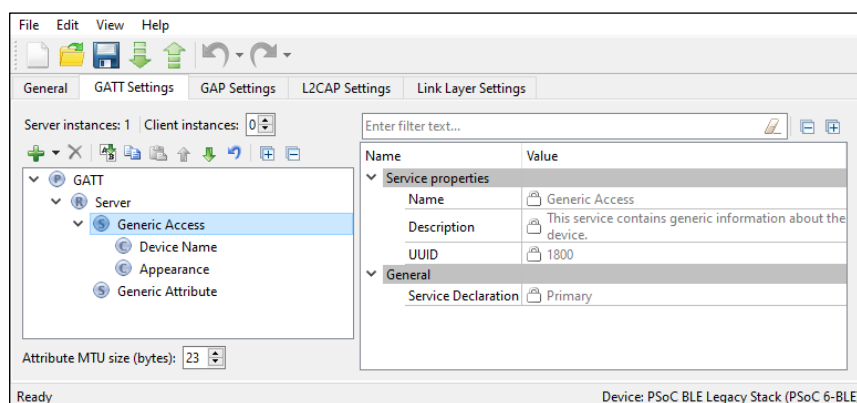 File Edit View Help
General GATT Settings GAP Settings L2CAP Settings Link Layer Settings
Server instances: 1 Client instances: 0
Enter filter text...
Name Value
P GATT
R Server
S Generic Access
C Device Name
C Appearance
S Generic Attribute
Service properties
Name Generic Access
Description This service contains generic information about the
device.
UUID 1800
General
Service Declaration Primary
Attribute MTU size (bytes): 23
Ready Device: PSoC BLE Legacy Stack (PSoC 6-BLE